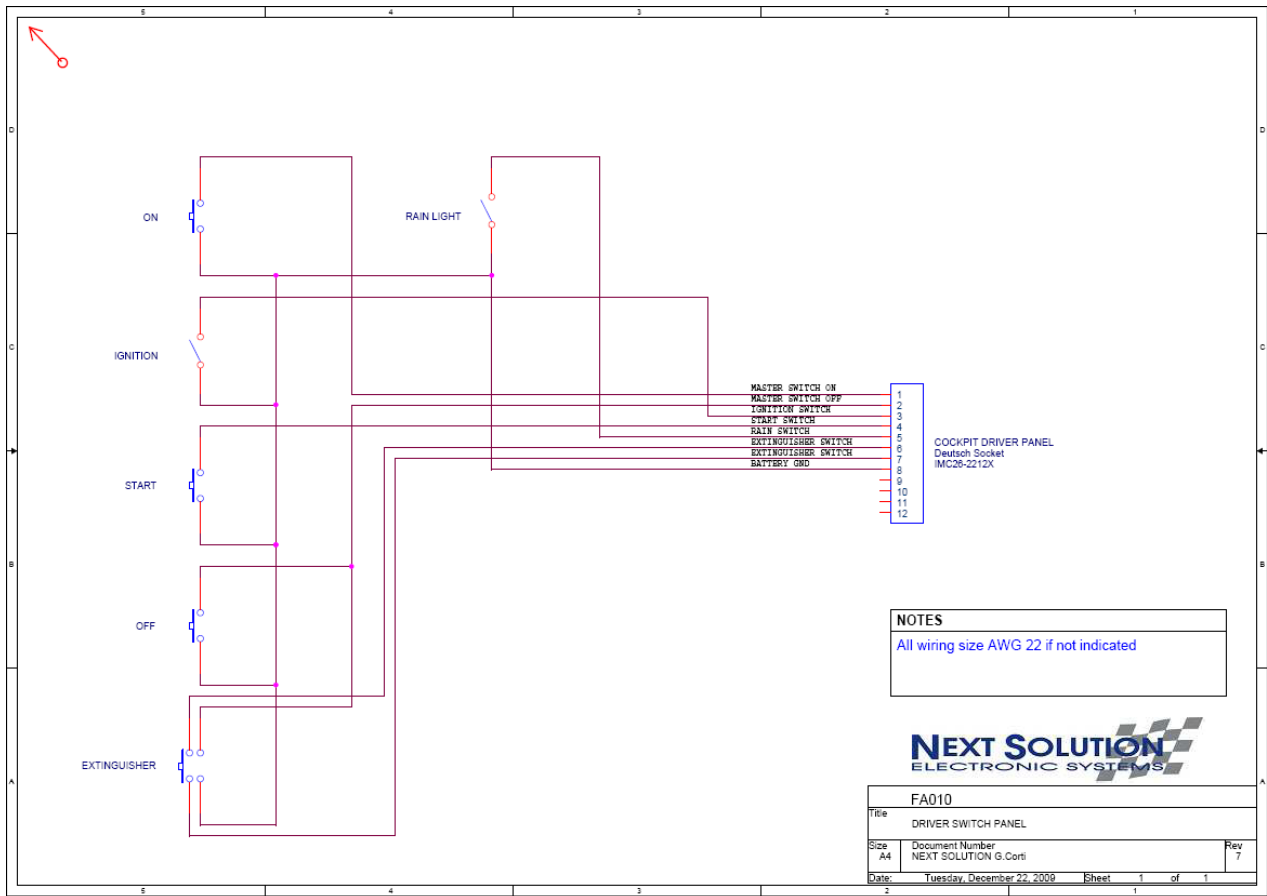 5 4 3 2 1
D D
ON
RAIN LIGHT
C C
IGNITION
MASTER SWITCH ON 1
MASTER SWITCH OFF 2
IGNITION SWITCH 3
START SWITCH 4
RAIN SWITCH 5
EXTINGUISHER SWITCH 6
EXTINGUISHER SWITCH 7
BATTERY GND 8
9
10
11
12
COCKPIT DRIVER PANEL
Deutsch Socket
IMC26-2212X
START
B B
OFF
NOTES
All wiring size AWG 22 if not indicated
EXTINGUISHER
A A
NEXT SOLUTION
ELECTRONIC SYSTEMS
FA010
Title
DRIVER SWITCH PANEL
Size Document Number Rev
A4 NEXT SOLUTION G.Corti 7
Date: Tuesday, December 22, 2009 Sheet 1 of 1
5 4 3 2 1